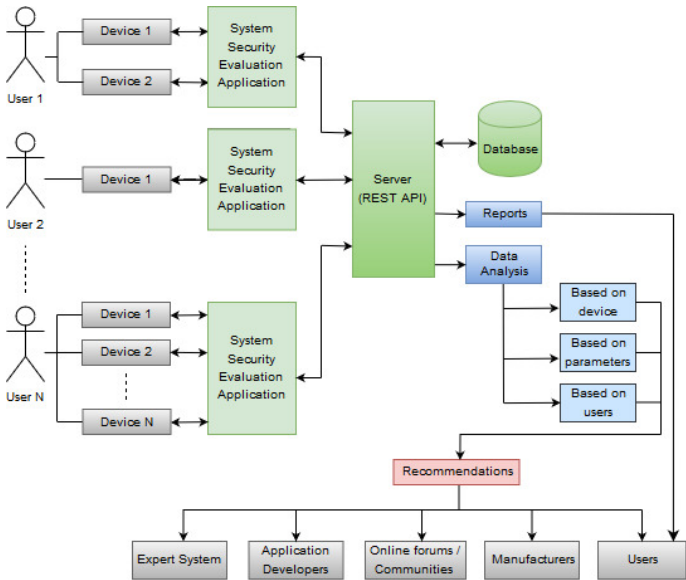 User 1
Device 1
Device 2
System
Security
Evaluation
Application
User 2
Device 1
System
Security
Evaluation
Application
User N
Device 1
Device 2
Device N
System
Security
Evaluation
Application
Server
(REST API)
Database
Reports
Data
Analysis
Based on
device
Based on
parameters
Based on
users
Recommendations
Expert System
Application
Developers
Online forums /
Communities
Manufacturers
Users